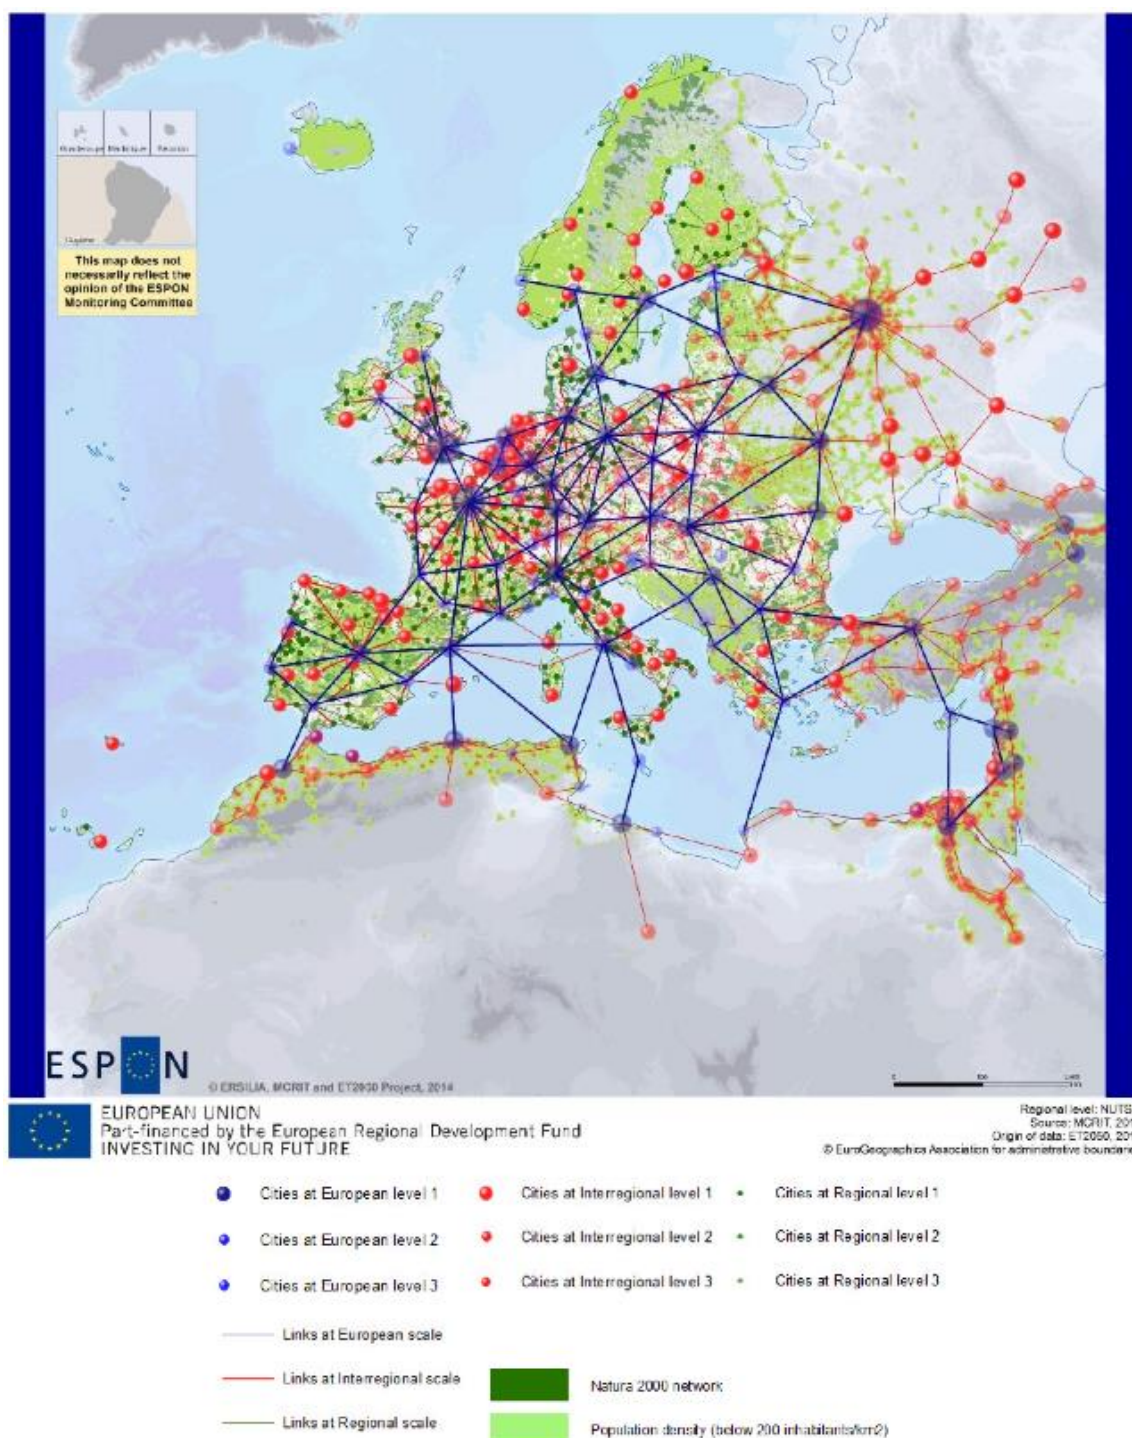 This map does not
necessarily reflect the
opinion of the ESPON
Monitoring Committee
ESPON
© ERSILIA, MCRIT and ET2050 Project, 2014
EUROPEAN UNION
Part-financed by the European Regional Development Fund
INVESTING IN YOUR FUTURE
Regional level: NUTS
Source: MCRIT, 201
Origin of data: ET2050, 201
© EuroGeographics Association for administrative boundarie
Cities at European level 1
Cities at Interregional level 1
Cities at Regional level 1
Cities at European level 2
Cities at Interregional level 2
Cities at Regional level 2
Cities at European level 3
Cities at Interregional level 3
Cities at Regional level 3
Links at European scale
Links at Interregional scale
Natura 2000 network
Links at Regional scale
Population density (below 200 inhabitants/km2)